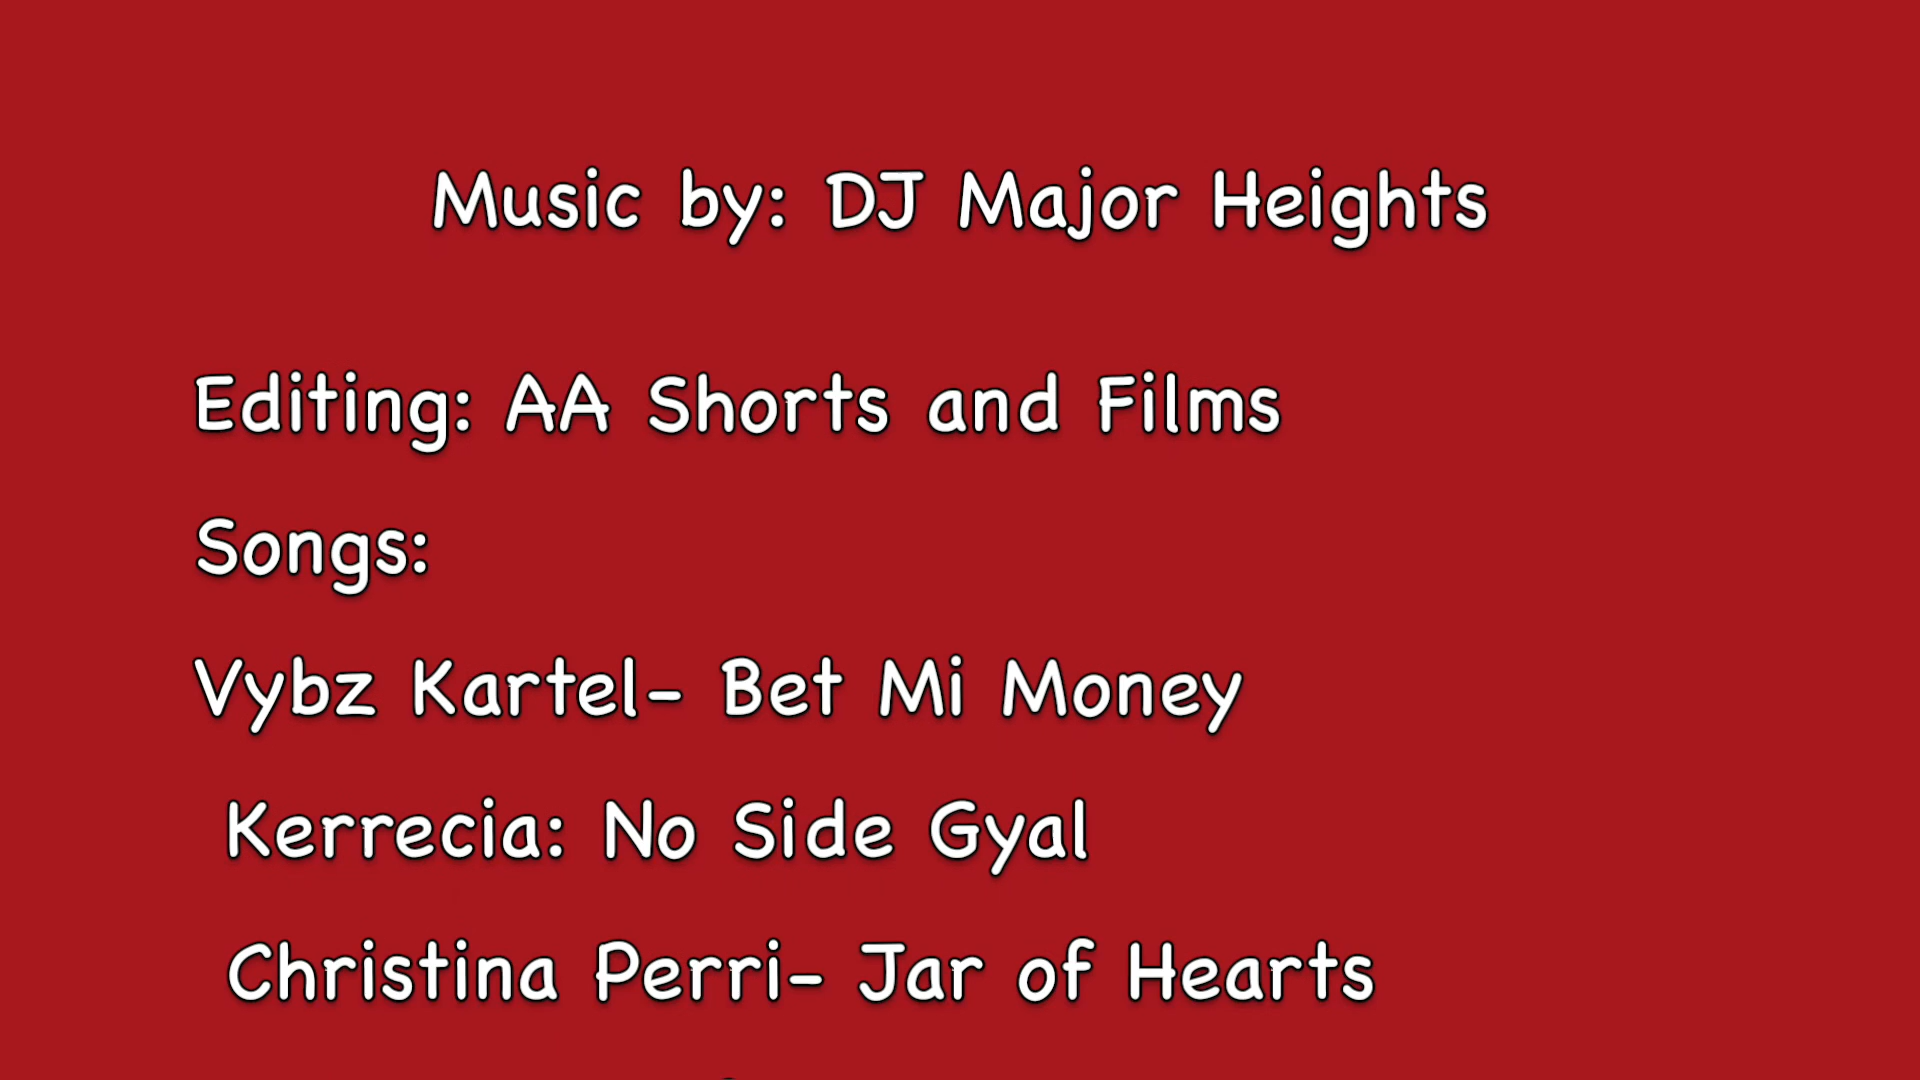 Music by: DJ Major Heights
Editing: AA Shorts and Films
Songs:
Vybz Kartel- Bet Mi Money
Kerrecia: No Side Gyal
Christina Perri- Jar of Hearts